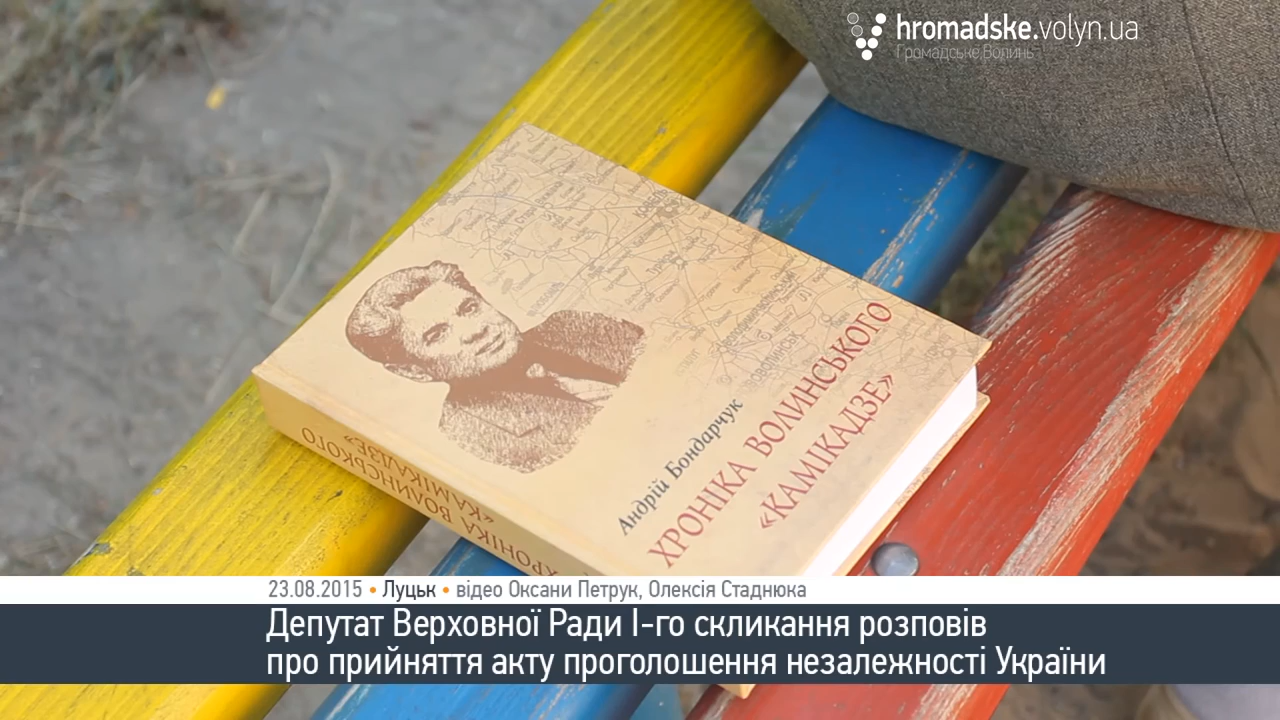 hromadske.volyn.ua
Громадське.Волинь
КОВЕЛЬ
Андрій Бондарчук
ХРОНІКА ВОЛИНСЬКОГО
«КАМІКАДЗЕ»
ХРОНІКА ВОЛИНСЬКОГО
«КАМІКАДЗЕ»
23.08.2015 • Луцьк • відео Оксани Петрук, Олексія Стаднюка
Депутат Верховної Ради І-го скликання розповів
про прийняття акту проголошення незалежності України